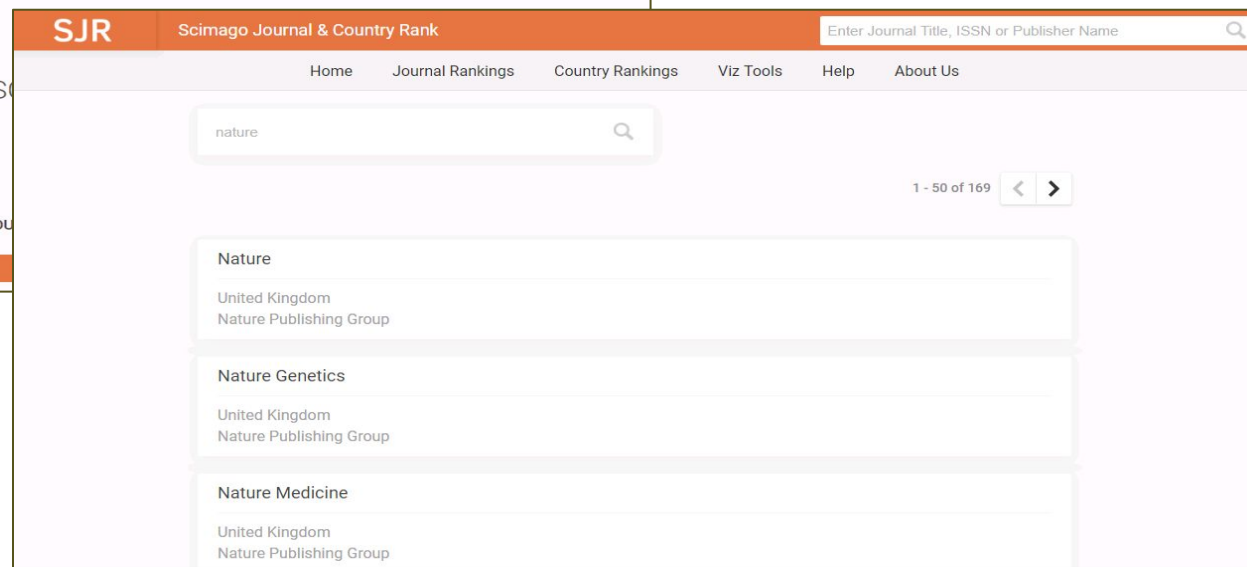 SJR
Scimago Journal & Country Rank
Enter Journal Title, ISSN or Publisher Name
Home Journal Rankings Country Rankings Viz Tools Help About Us
nature
1 - 50 of 169
Nature
United Kingdom
Nature Publishing Group
Nature Genetics
United Kingdom
Nature Publishing Group
Nature Medicine
United Kingdom
Nature Publishing Group